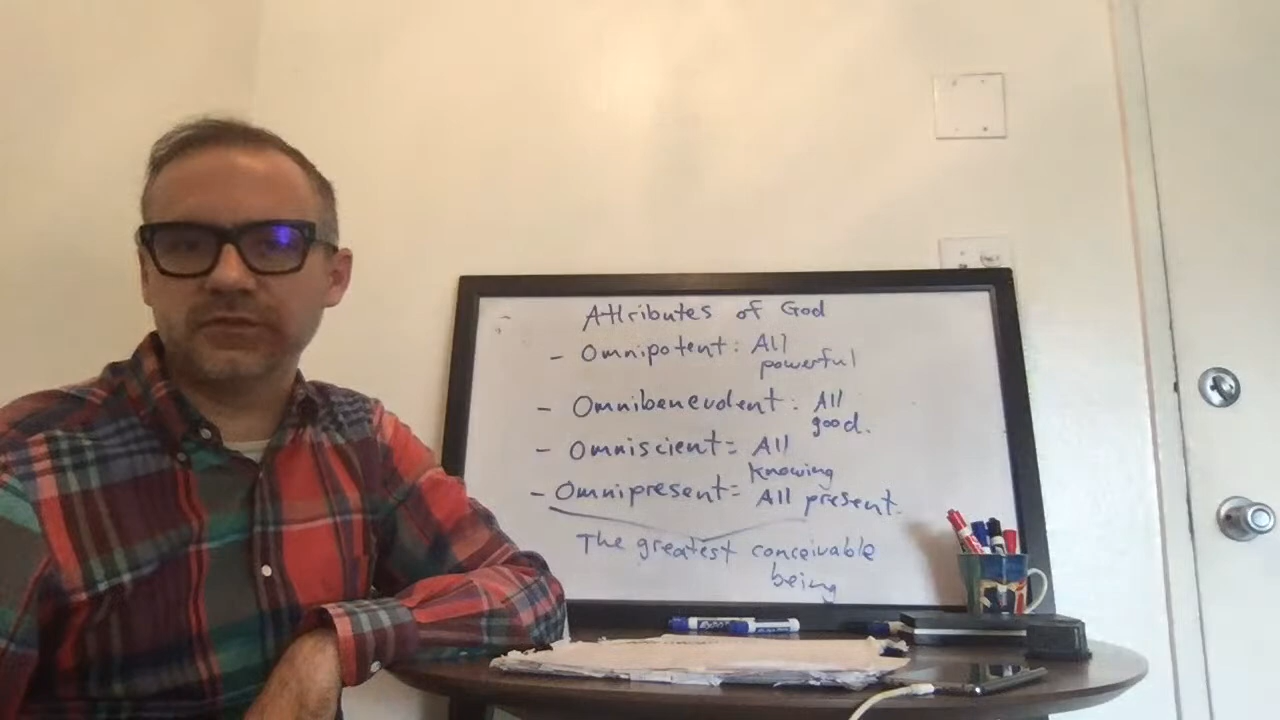 Attributes of God
- Omnipotent: All
powerful
- Omnibenevolent: All
good.
- Omniscient = All
knowing
- Omnipresent = All present.
The greatest conceivable
being
EXPO